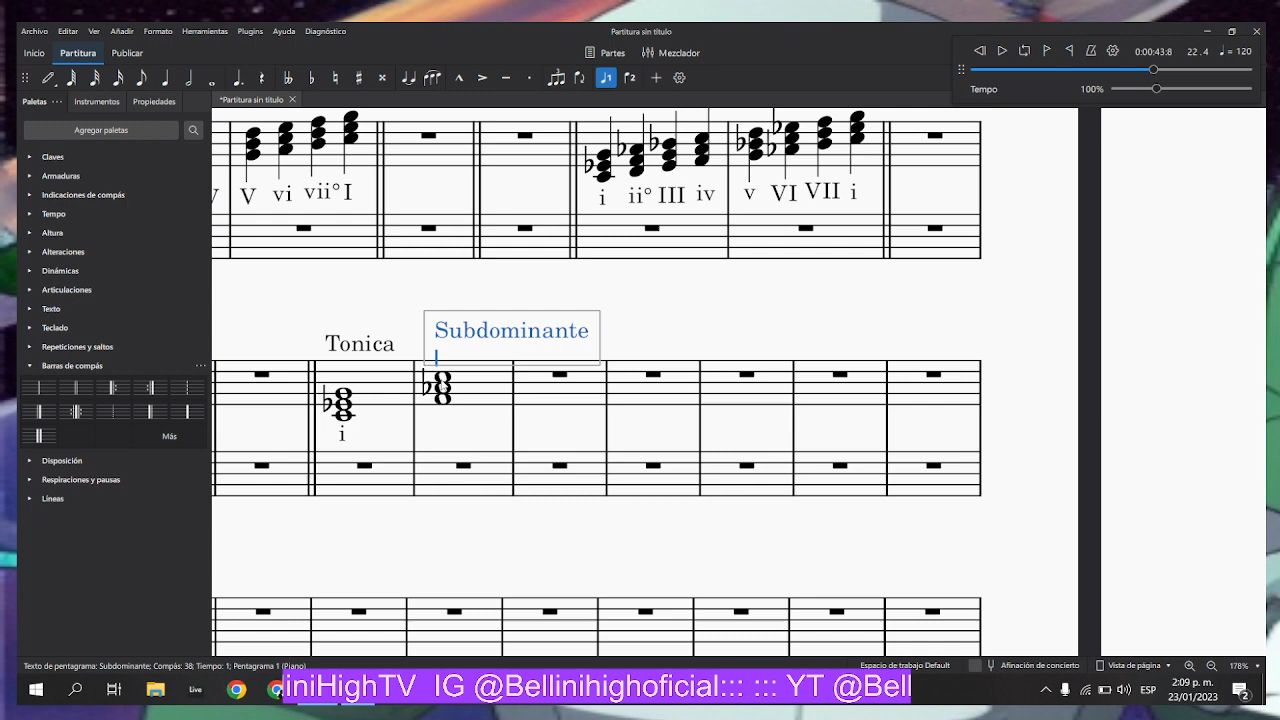 Archivo Editar Ver Añadir Formato Herramientas Plugins Ayuda Diagnóstico
Partitura sin título
Inicio Partitura Publicar
Partes Mezclador
0:00:43:8 22 . 4 = 120
Tempo 100%
Paletas Instrumentos Propiedades
*Partitura sin título
Agregar paletas
Claves
Armaduras
Indicaciones de compás
Tempo
Altura
Alteraciones
Dinámicas
Articulaciones
Texto
Teclado
Repeticiones y saltos
Barras de compás
Más
Disposición
Respiraciones y pausas
Líneas
V vi vii° I i ii° III iv v VI VII i
Tonica
Subdominante
i
Texto de pentagrama: Subdominante; Compás: 38; Tiempo: 1; Pentagrama 1 (Piano)
Espacio de trabajo Default
Afinación de concierto
Vista de página
178%
Live
iniHighTV IG @Bellinihighoficial::: ::: YT @Bell
ESP
2:09 p. m.
23/01/2023
2